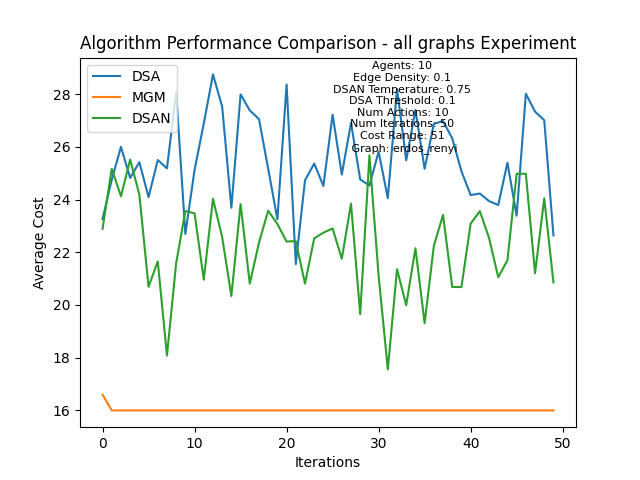 Algorithm Performance Comparison - all graphs Experiment
DSA
MGM
DSAN
Agents: 10
Edge Density: 0.1
DSAN Temperature: 0.75
DSA Threshold: 0.1
Num Actions: 10
Num Iterations: 50
Cost Range: 51
Graph: erdos_renyi
Average Cost
28
26
24
22
20
18
16
0 10 20 30 40 50
Iterations